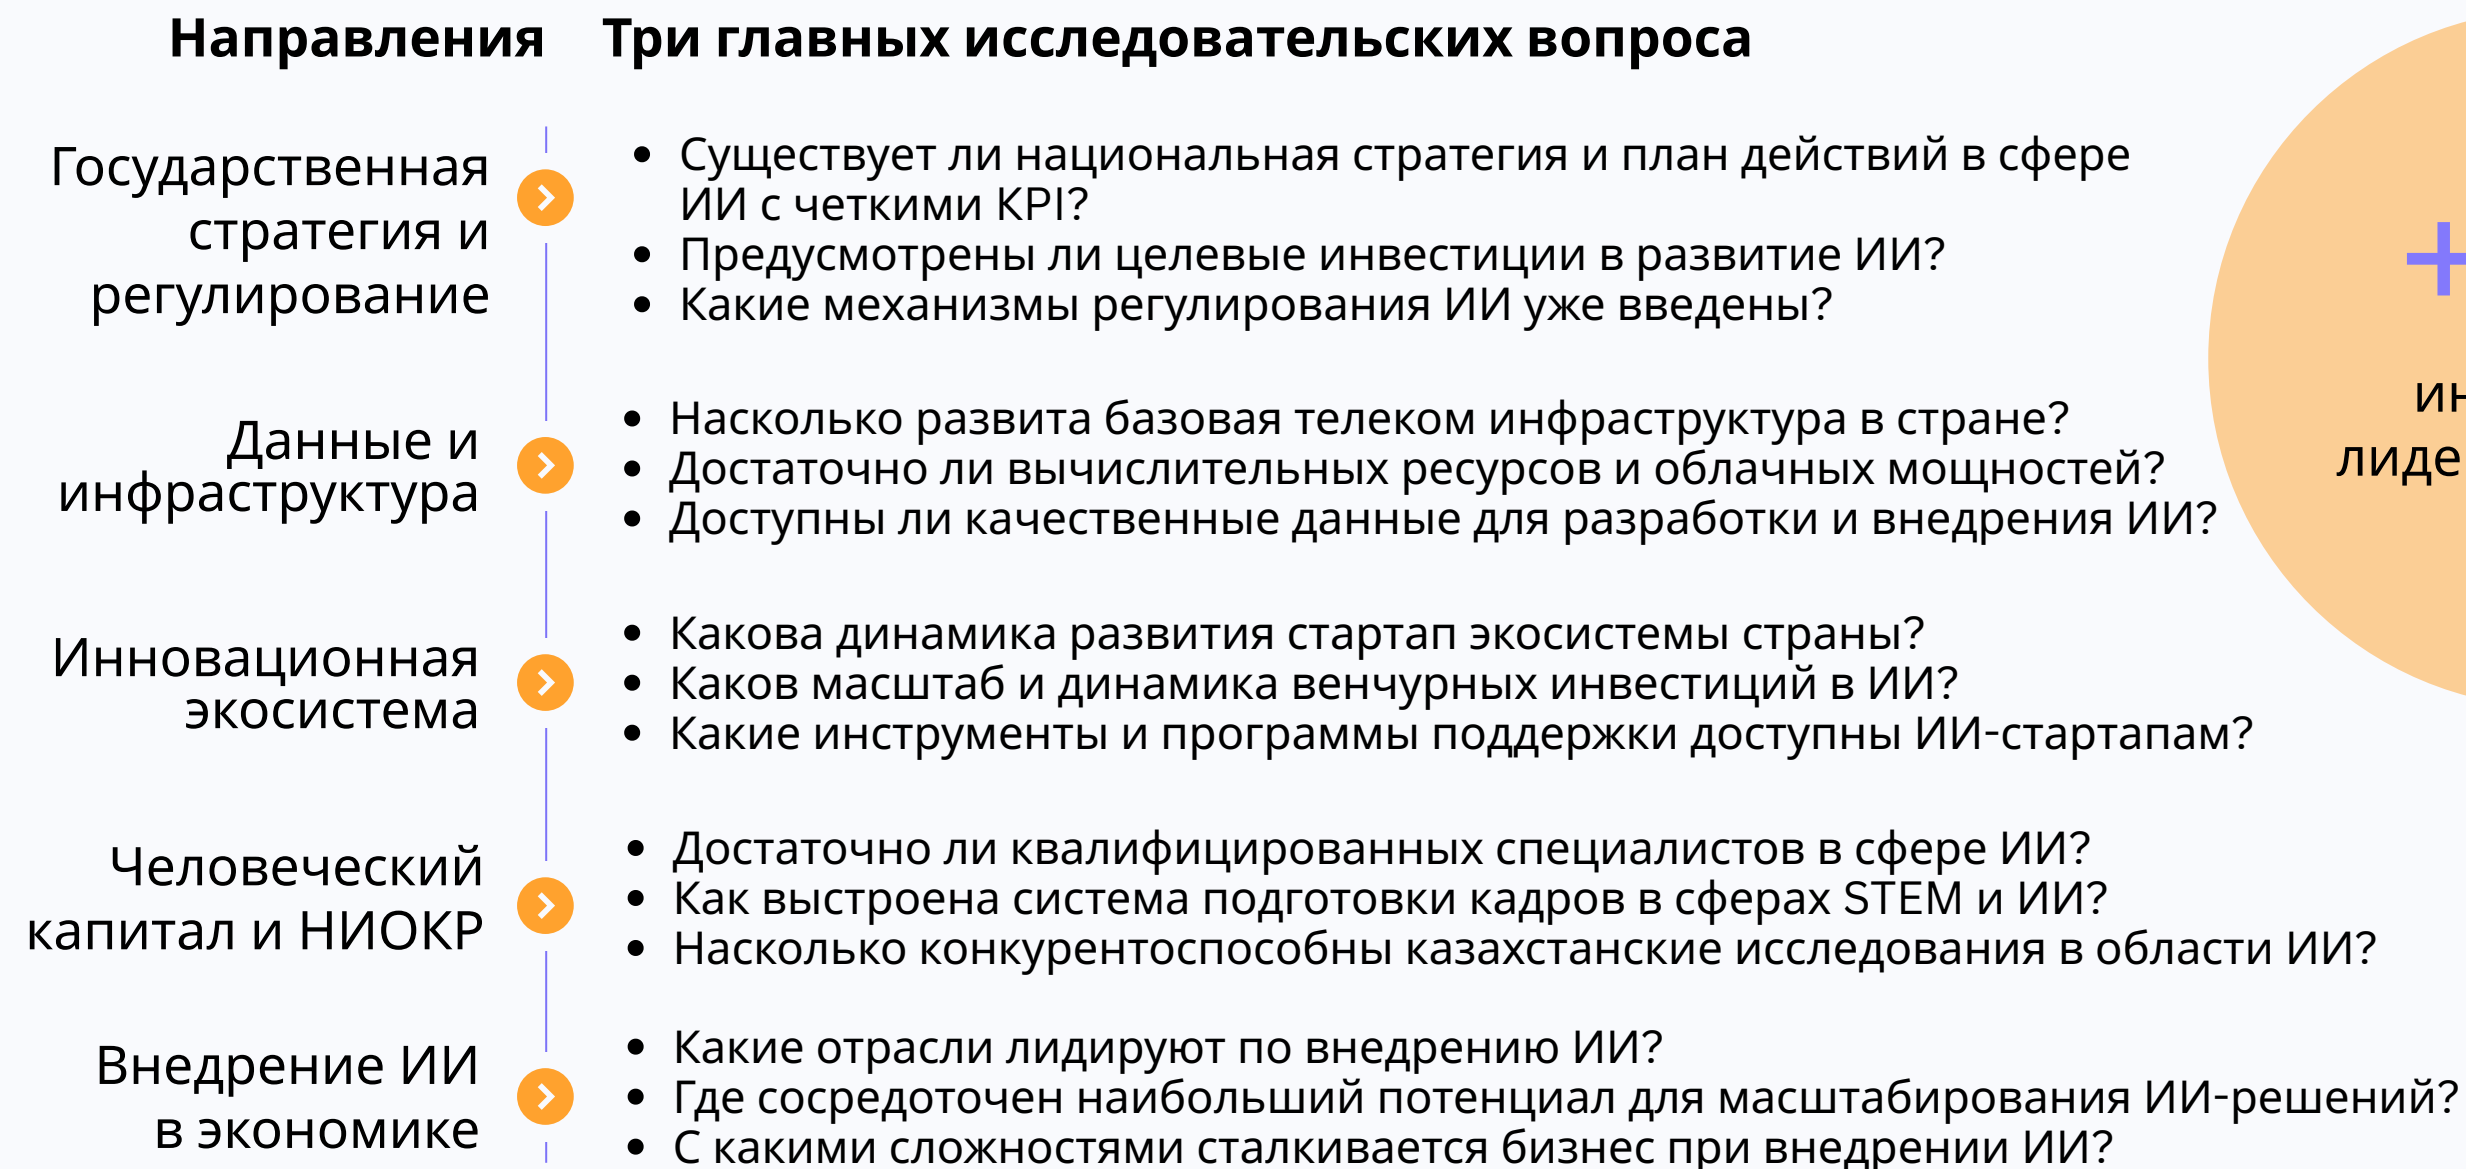 Направления
Три главных исследовательских вопроса
Государственная
стратегия и
регулирование
• Существует ли национальная стратегия и план действий в сфере
ИИ с четкими KPI?
• Предусмотрены ли целевые инвестиции в развитие ИИ?
• Какие механизмы регулирования ИИ уже введены?
Данные и
инфраструктура
• Насколько развита базовая телеком инфраструктура в стране?
• Достаточно ли вычислительных ресурсов и облачных мощностей?
• Доступны ли качественные данные для разработки и внедрения ИИ?
Инновационная
экосистема
• Какова динамика развития стартап экосистемы страны?
• Каков масштаб и динамика венчурных инвестиций в ИИ?
• Какие инструменты и программы поддержки доступны ИИ-стартапам?
Человеческий
капитал и НИОКР
• Достаточно ли квалифицированных специалистов в сфере ИИ?
• Как выстроена система подготовки кадров в сферах STEM и ИИ?
• Насколько конкурентоспособны казахстанские исследования в области ИИ?
Внедрение ИИ
в экономике
• Какие отрасли лидируют по внедрению ИИ?
• Где сосредоточен наибольший потенциал для масштабирования ИИ-решений?
• С какими сложностями сталкивается бизнес при внедрении ИИ?
+